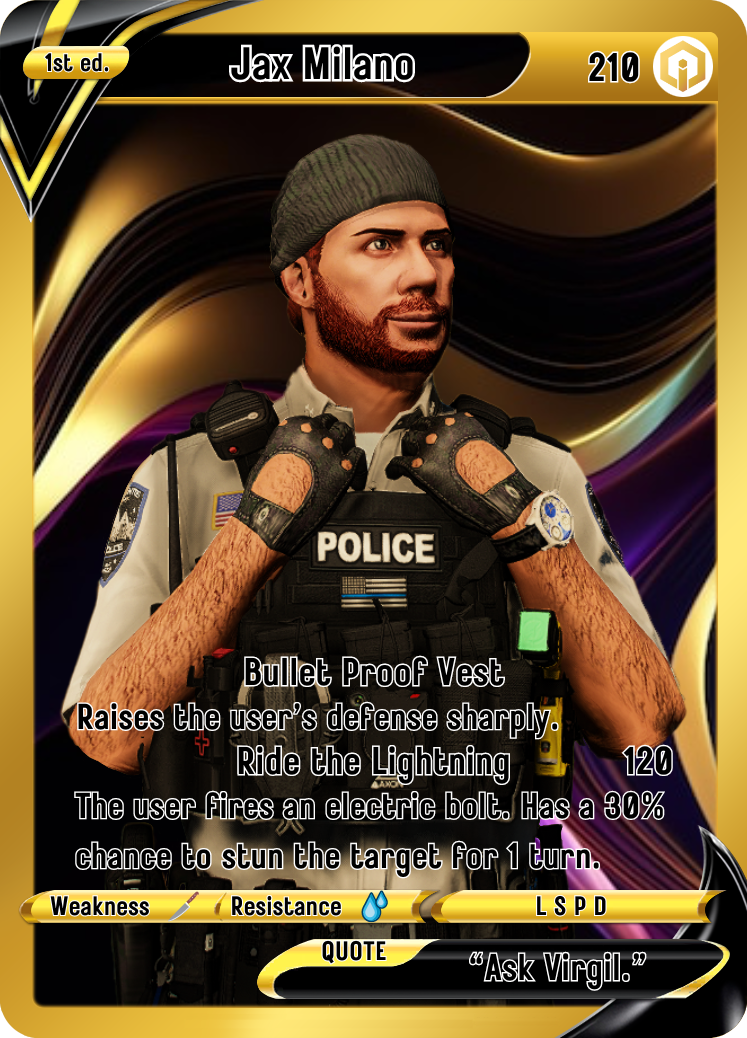 1st ed.
Jax Milano
210
POLICE
Bullet Proof Vest
Raises the user's defense sharply.
Ride the Lightning 120
AXON
The user fires an electric bolt. Has a 30%
chance to stun the target for 1 turn.
Weakness
Resistance
L S P D
QUOTE
“Ask Virgil.”